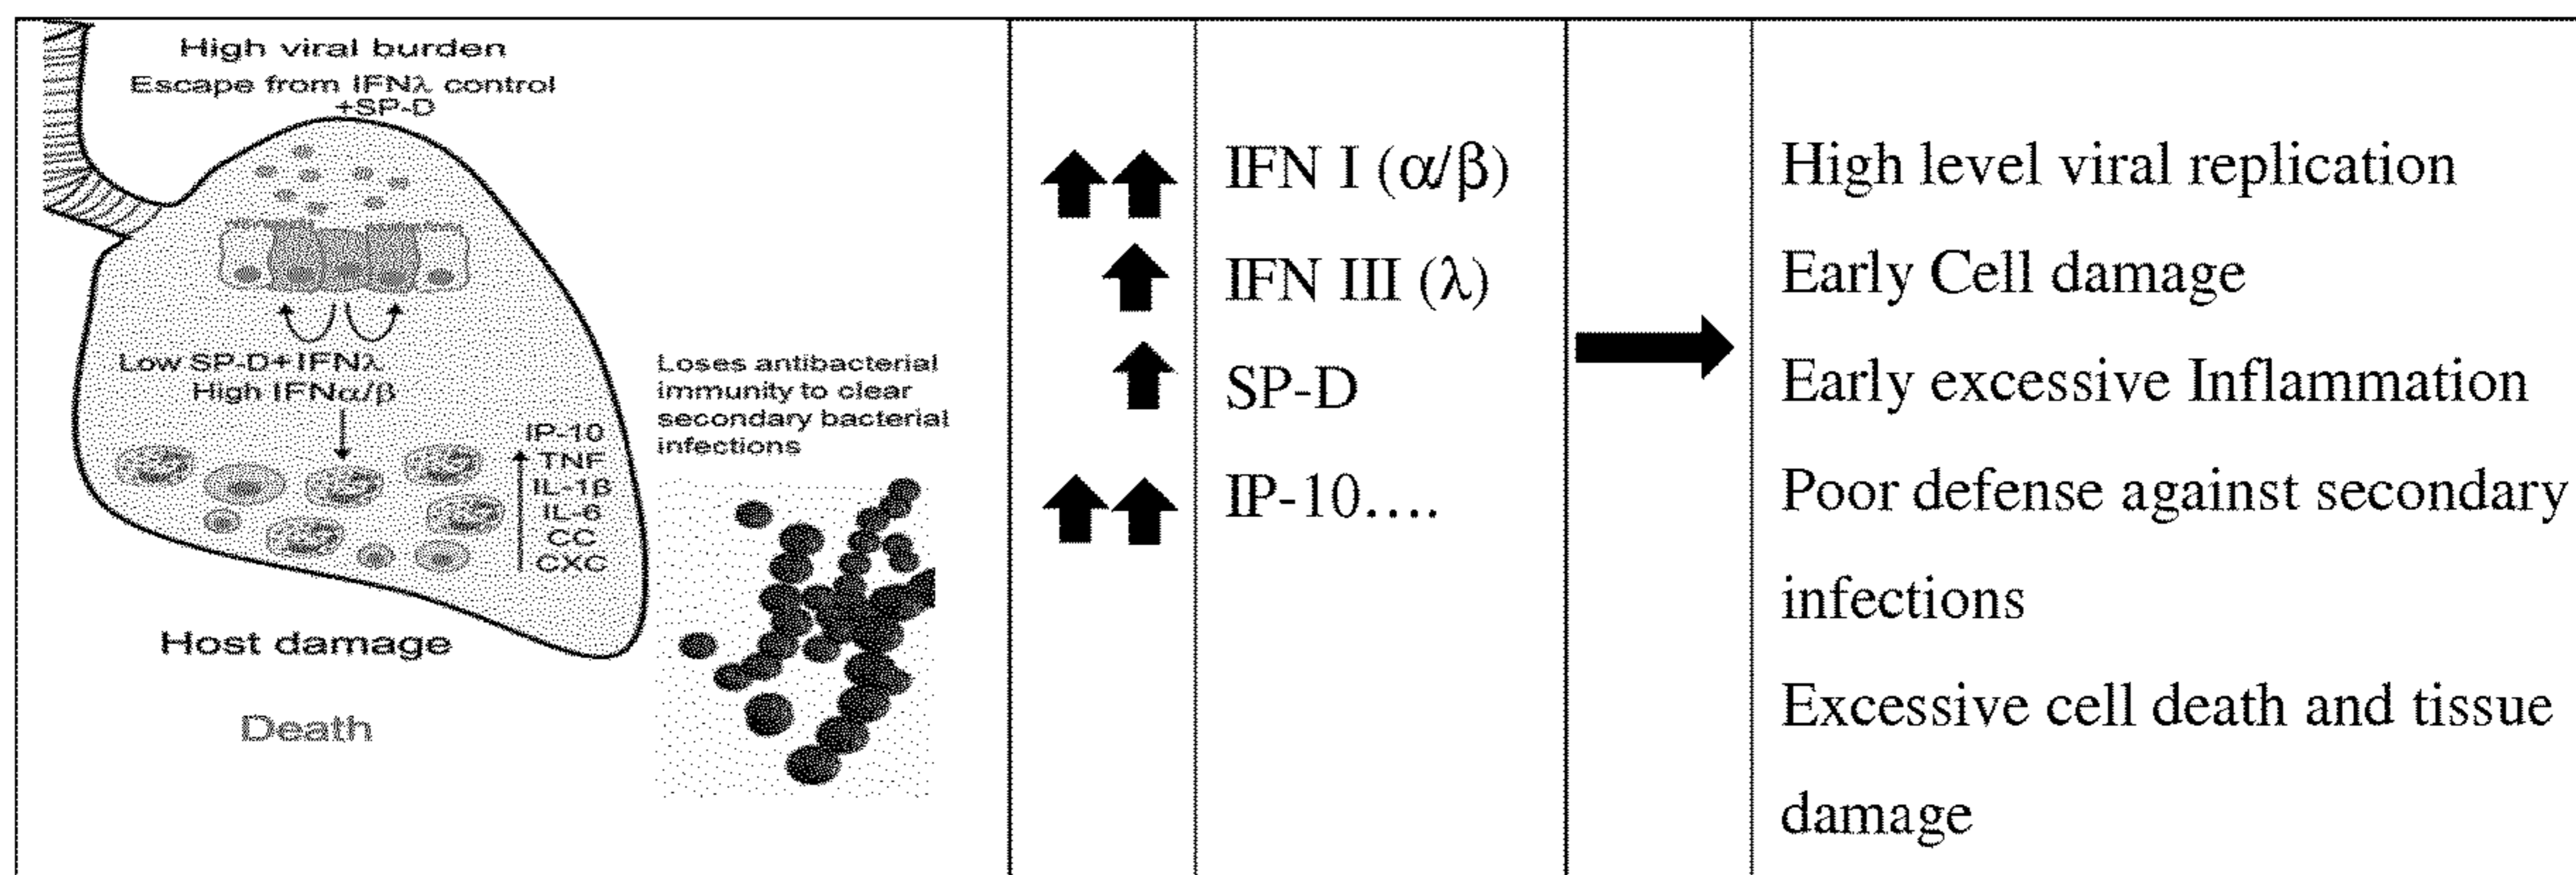 High viral burden
Escape from IFNλ control
+SP-D
Low SP-D+IFNλ
High IFNα/β
IP-10
TNF
IL-1β
IL-6
CC
CXC
Host damage
Death
Loses antibacterial
immunity to clear
secondary bacterial
infections
IFN I (α/β)
IFN III (λ)
SP-D
IP-10….
High level viral replication
Early Cell damage
Early excessive Inflammation
Poor defense against secondary
infections
Excessive cell death and tissue
damage